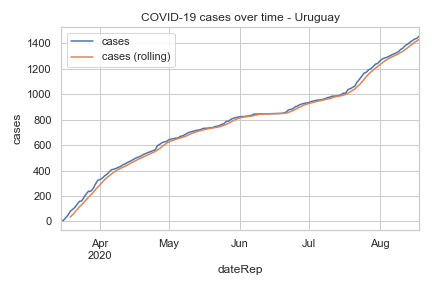 COVID-19 cases over time - Uruguay
cases
cases (rolling)
1400
1200
1000
800
600
400
200
0
cases
Apr
2020
May
Jun
Jul
Aug
dateRep